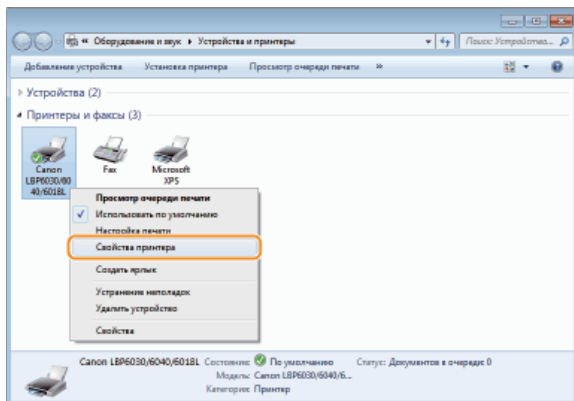 « Оборудование и звук ▸ Устройства и принтеры
Поиск: Устройства...
Добавление устройства Установка принтера Просмотр очереди печати »
Устройства (2)
Принтеры и факсы (3)
Canon LBP6030/60 40/6018L
Fax
Microsoft XPS
Просмотр очереди печати
Использовать по умолчанию
Настройка печати
Свойства принтера
Создать ярлык
Устранение неполадок
Удалить устройство
Свойства
Canon LBP6030/6040/6018L Состояние: По умолчанию Статус: Документов в очереди: 0
Модель: Canon LBP6030/6040/6...
Категория: Принтер